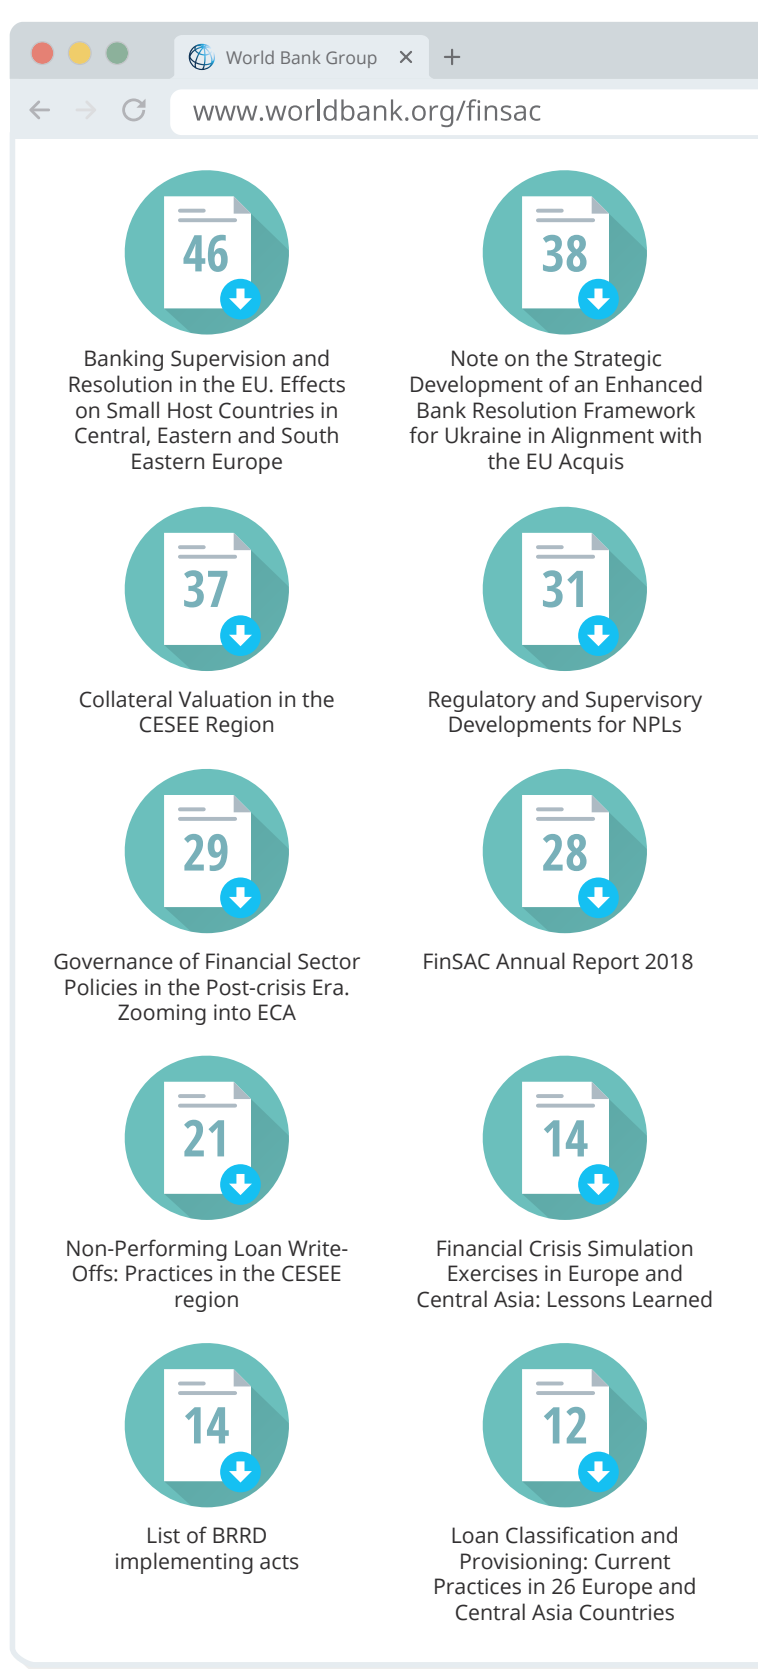 World Bank Group
www.worldbank.org/finsac
46
Banking Supervision and
Resolution in the EU. Effects
on Small Host Countries in
Central, Eastern and South
Eastern Europe
38
Note on the Strategic
Development of an Enhanced
Bank Resolution Framework
for Ukraine in Alignment with
the EU Acquis
37
Collateral Valuation in the
CESEE Region
31
Regulatory and Supervisory
Developments for NPLs
29
Governance of Financial Sector
Policies in the Post-crisis Era.
Zooming into ECA
28
FinSAC Annual Report 2018
21
Non-Performing Loan Write-
Offs: Practices in the CESEE
region
14
Financial Crisis Simulation
Exercises in Europe and
Central Asia: Lessons Learned
14
List of BRRD
implementing acts
12
Loan Classification and
Provisioning: Current
Practices in 26 Europe and
Central Asia Countries